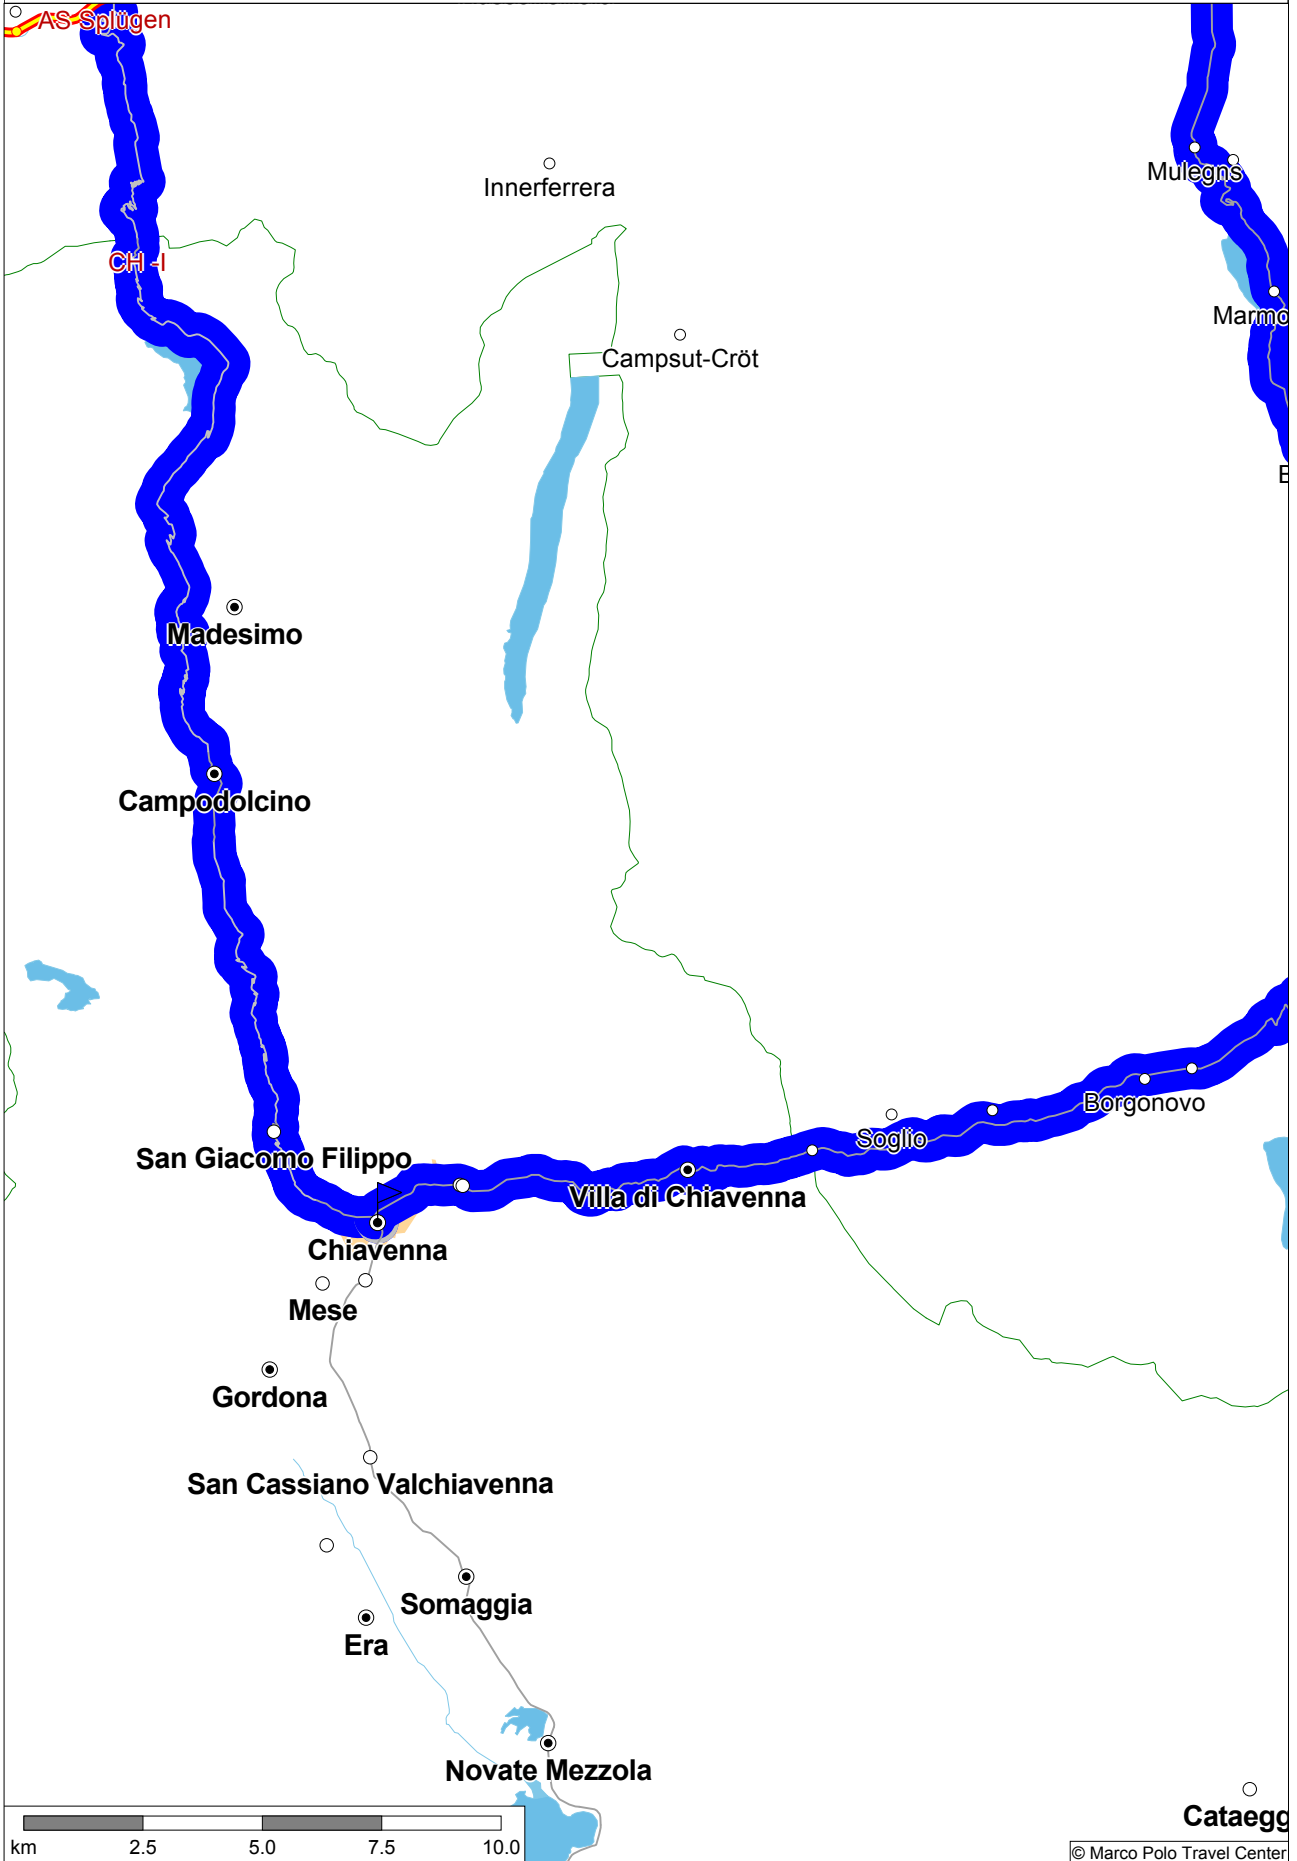 AS Splügen
Mulegns
Innerferrera
CH -I
Marmo
Campsut-Cröt
Madesimo
Campodolcino
Borgonovo
Soglio
San Giacomo Filippo
Villa di Chiavenna
Chiavenna
Mese
Gordona
San Cassiano Valchiavenna
Somaggia
Era
Novate Mezzola
Cataegg
km 2.5 5.0 7.5 10.0
© Marco Polo Travel Center